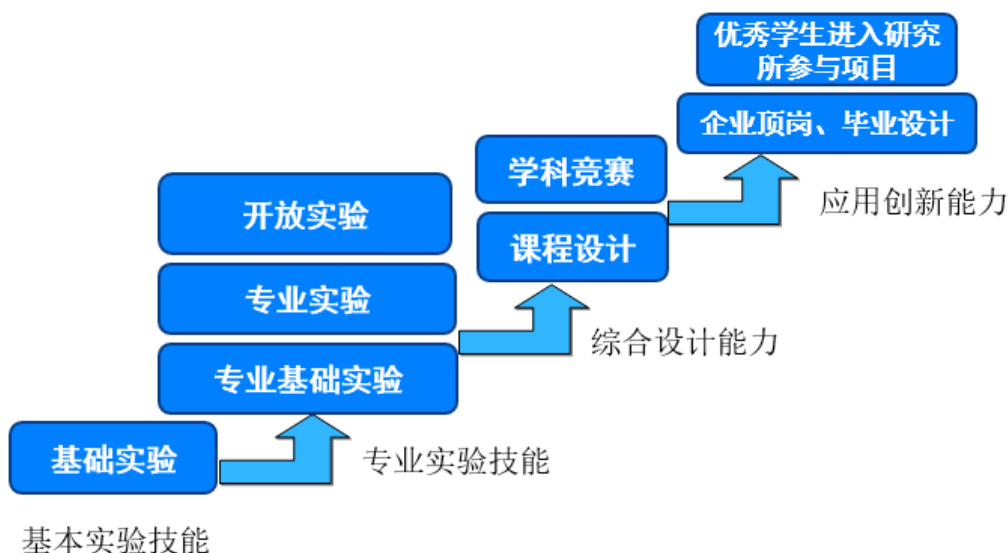 优秀学生进入研究
所参与项目
企业顶岗、毕业设计
学科竞赛
应用创新能力
开放实验
课程设计
专业实验
综合设计能力
专业基础实验
基础实验
专业实验技能
基本实验技能